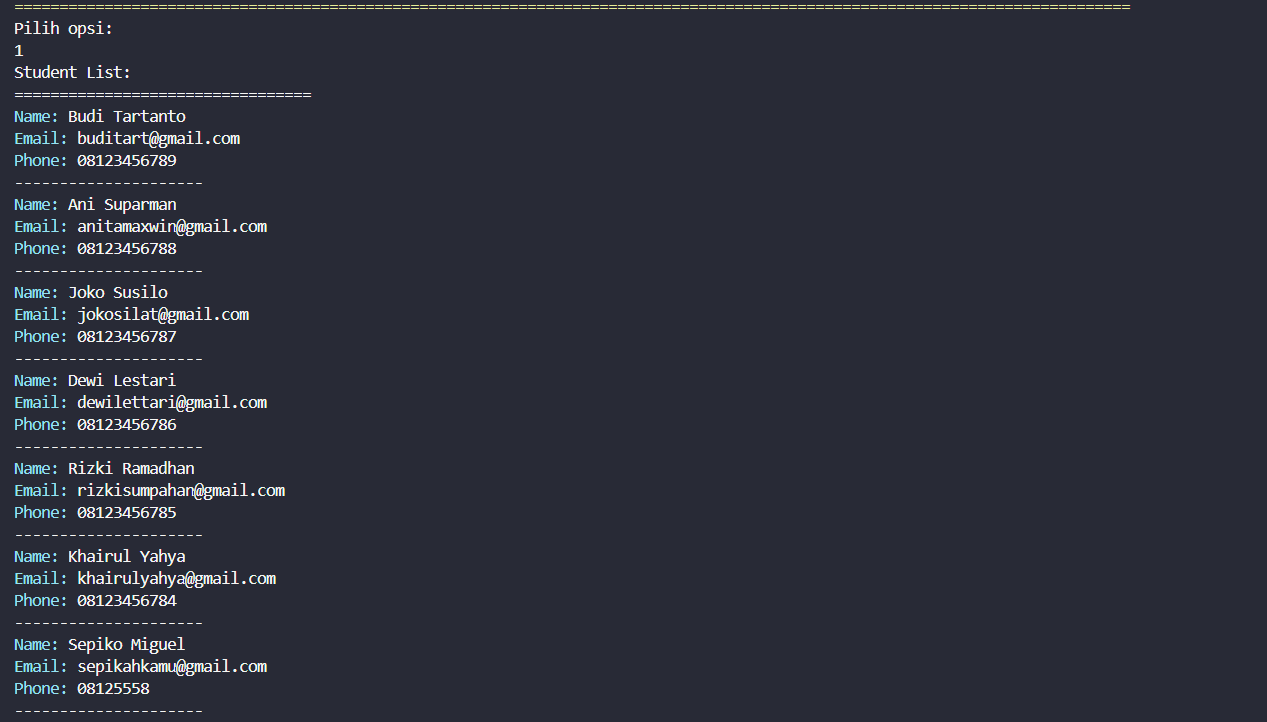 ============================================================================================================================
Pilih opsi:
1
Student List:
=================================
Name: Budi Tartanto
Email: buditart@gmail.com
Phone: 08123456789
---------------------
Name: Ani Suparman
Email: anitamaxwin@gmail.com
Phone: 08123456788
---------------------
Name: Joko Susilo
Email: jokosilat@gmail.com
Phone: 08123456787
---------------------
Name: Dewi Lestari
Email: dewilettari@gmail.com
Phone: 08123456786
---------------------
Name: Rizki Ramadhan
Email: rizkisumpahan@gmail.com
Phone: 08123456785
---------------------
Name: Khairul Yahya
Email: khairulyahya@gmail.com
Phone: 08123456784
---------------------
Name: Sepiko Miguel
Email: sepikahkamu@gmail.com
Phone: 08125558
---------------------